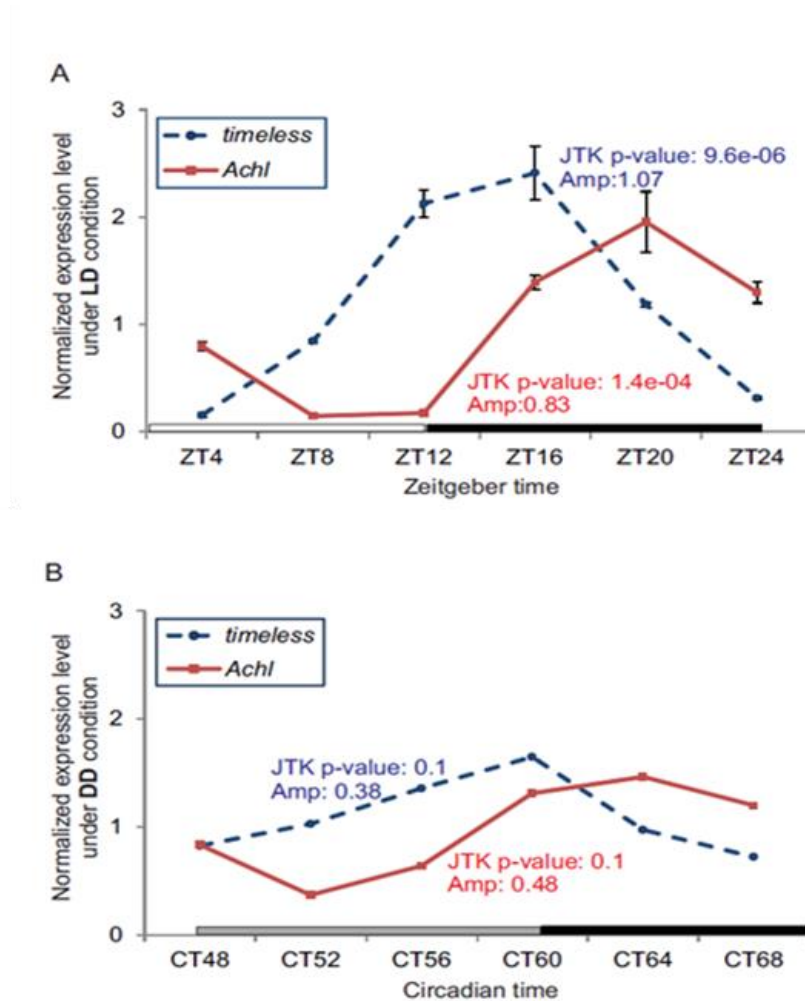 A
Normalized expression level
under LD condition
3
2
1
0
timeless
Achl
JTK p-value: 9.6e-06
Amp:1.07
JTK p-value: 1.4e-04
Amp:0.83
ZT4 ZT8 ZT12 ZT16 ZT20 ZT24
Zeitgeber time
B
Normalized expression level
under DD condition
3
2
1
0
timeless
Achl
JTK p-value: 0.1
Amp: 0.38
JTK p-value: 0.1
Amp: 0.48
CT48 CT52 CT56 CT60 CT64 CT68
Circadian time